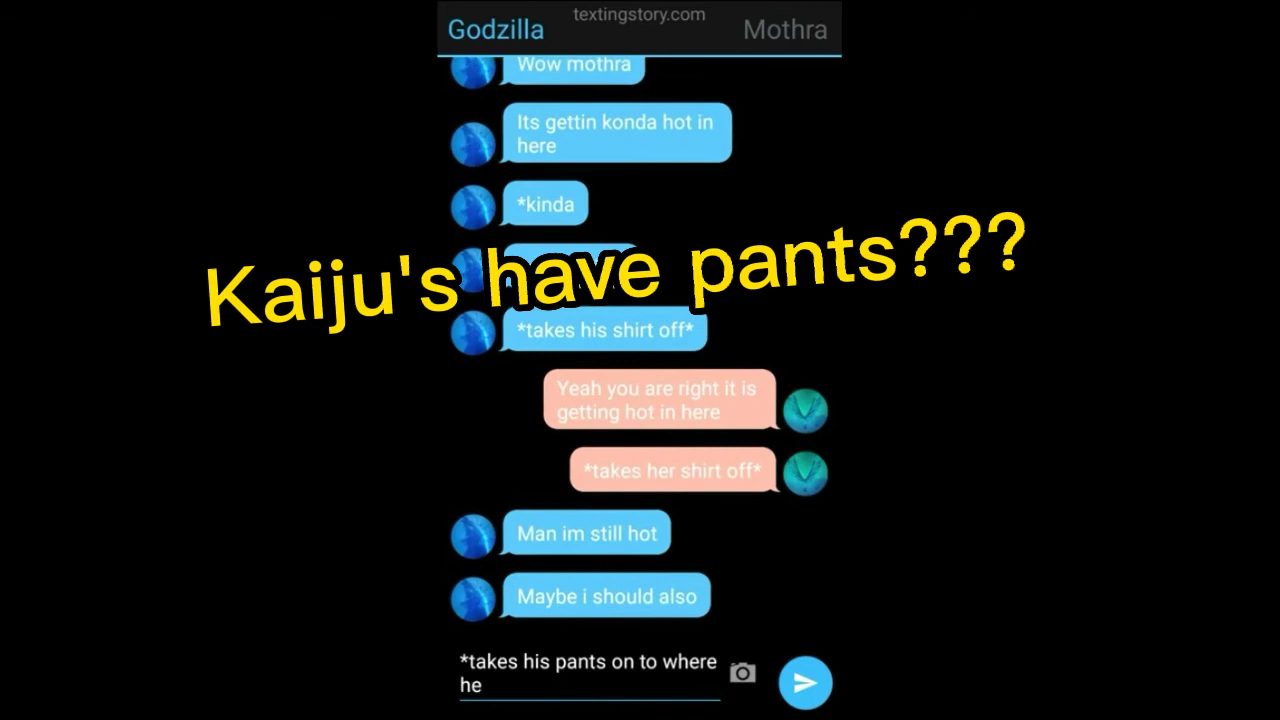 textingstory.com
Godzilla
Mothra
Wow mothra
Its gettin konda hot in
here
*kinda
Kaiju's have pants???
*takes his shirt off*
Yeah you are right it is
getting hot in here
*takes her shirt off*
Man im still hot
Maybe i should also
*takes his pants on to where
he